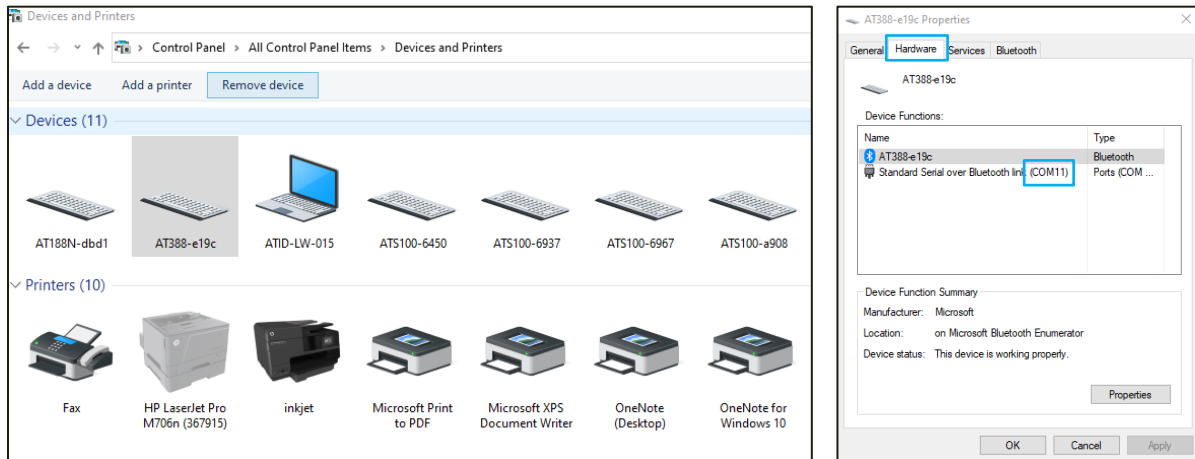 Devices and Printers
Control Panel > All Control Panel Items > Devices and Printers
Add a device Add a printer Remove device
Devices (11)
AT188N-dbd1 AT388-e19c ATID-LW-015 ATS100-6450 ATS100-6937 ATS100-6967 ATS100-a908
Printers (10)
Fax HP LaserJet Pro inkjet Microsoft Print Microsoft XPS OneNote OneNote for
M706n (367915) to PDF Document Writer (Desktop) Windows 10
AT388-e19c Properties
General Hardware Services Bluetooth
AT388-e19c
Device Functions:
Name Type
AT388-e19c Bluetooth
Standard Serial over Bluetooth lin (COM11) Ports (COM ...
Device Function Summary
Manufacturer: Microsoft
Location: on Microsoft Bluetooth Enumerator
Device status: This device is working properly.
Properties
OK Cancel Apply